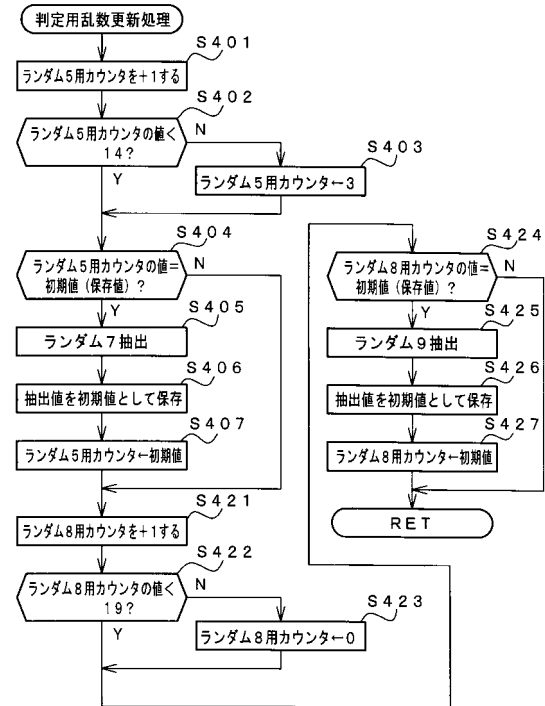 判定用乱数更新処理
S401
ランダム5用カウンタを+1する
S402
ランダム5用カウンタの値<
14?
N
Y
S403
ランダム5用カウンタ←3
S404
ランダム5用カウンタの値=
初期値(保存値)?
N
Y
S405
ランダム7抽出
S406
抽出値を初期値として保存
S407
ランダム5用カウンタ←初期値
S421
ランダム8用カウンタを+1する
S422
ランダム8用カウンタの値<
19?
N
Y
S423
ランダム8用カウンタ←0
S424
ランダム8用カウンタの値=
初期値(保存値)?
N
Y
S425
ランダム9抽出
S426
抽出値を初期値として保存
S427
ランダム8用カウンタ←初期値
RET